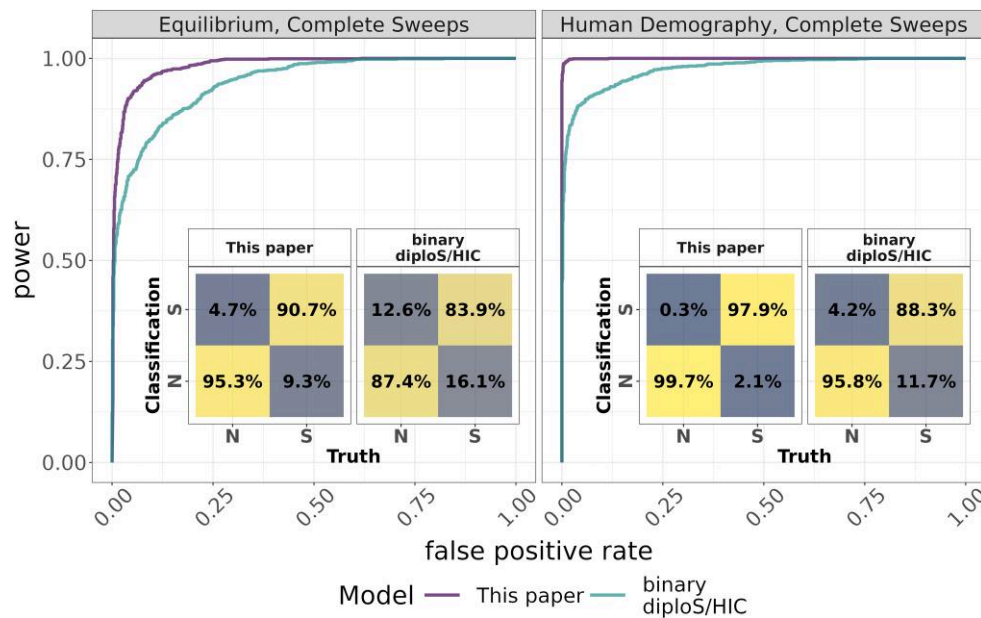 Equilibrium, Complete Sweeps
Human Demography, Complete Sweeps
power
1.00
0.75
0.50
0.25
0.00
This paper
binary
diploS/HIC
Classification
S
N
4.7% 90.7%
95.3% 9.3%
12.6% 83.9%
87.4% 16.1%
N S N S
Truth
This paper
binary
diploS/HIC
Classification
S
N
0.3% 97.9%
99.7% 2.1%
4.2% 88.3%
95.8% 11.7%
N S N S
Truth
0.00 0.25 0.50 0.75 1.00
0.00 0.25 0.50 0.75 1.00
false positive rate
Model This paper binary
diploS/HIC